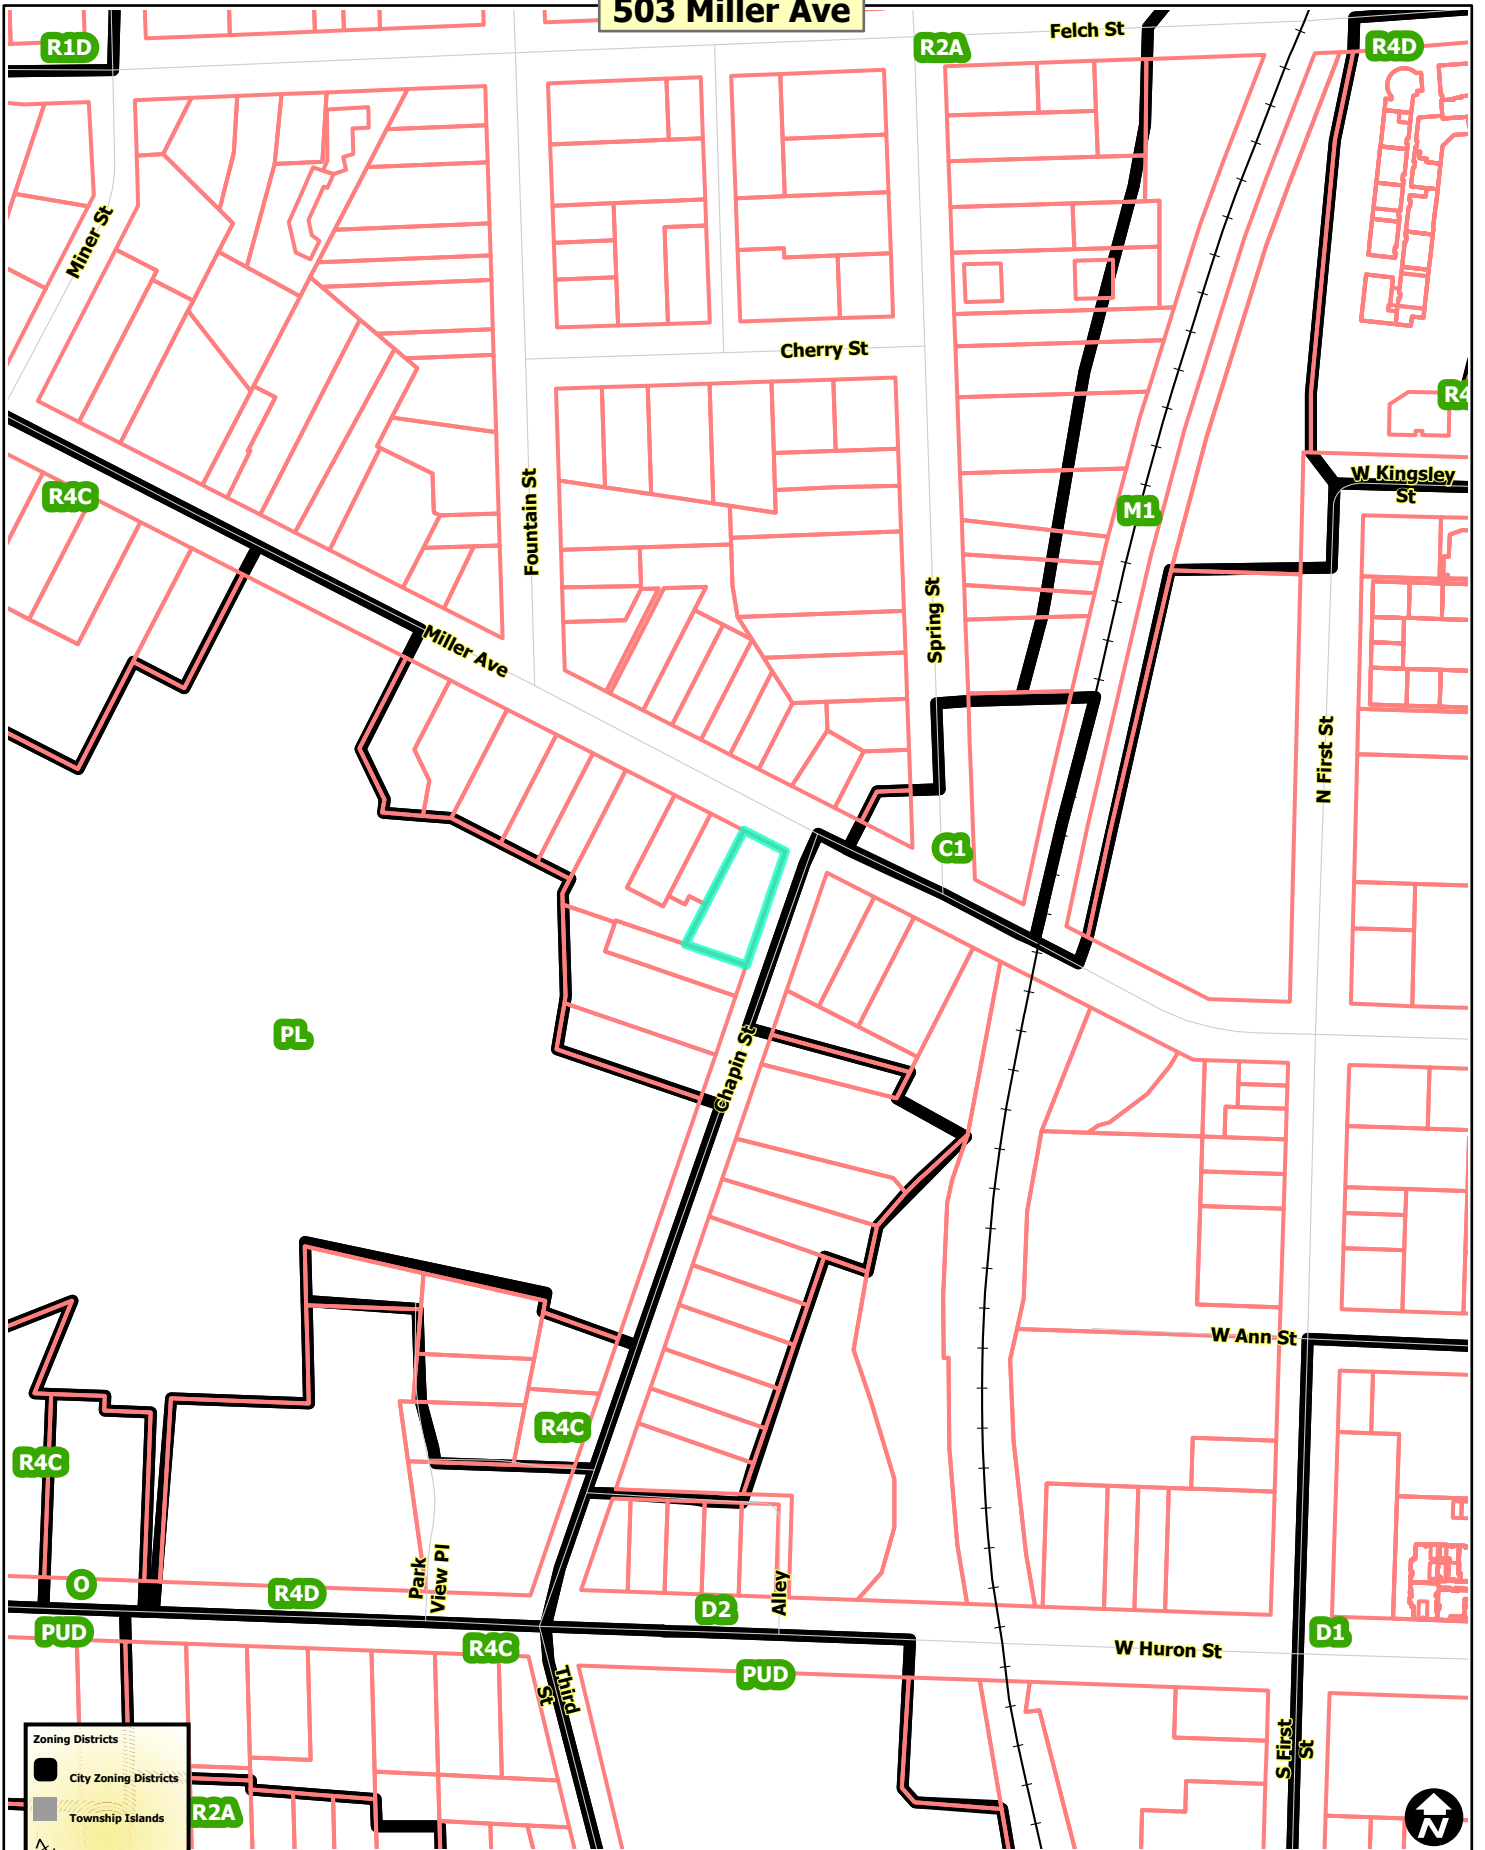 503 Miller Ave
Felch St
R1D
R2A
R4D
Miner St
Cherry St
R4
W Kingsley
St
R4C
M1
Fountain St
Spring St
Miller Ave
N First St
C1
PL
Chapin St
W Ann St
R4C
R4C
Park
View Pl
Alley
O
R4D
D2
PUD
R4C
PUD
W Huron St
D1
Third
St
S First
St
Zoning Districts
City Zoning Districts
Township Islands
R2A
N